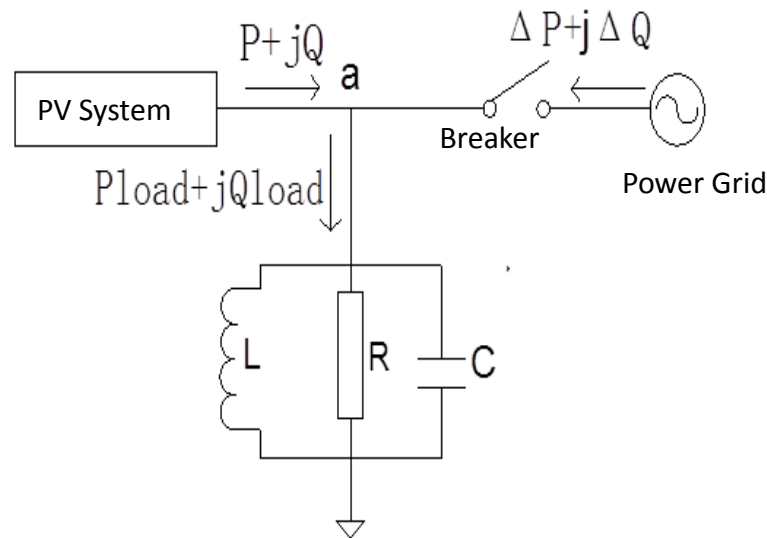 P+jQ
a
ΔP+jΔQ
PV System
Breaker
Power Grid
Pload+jQload
L
R
C